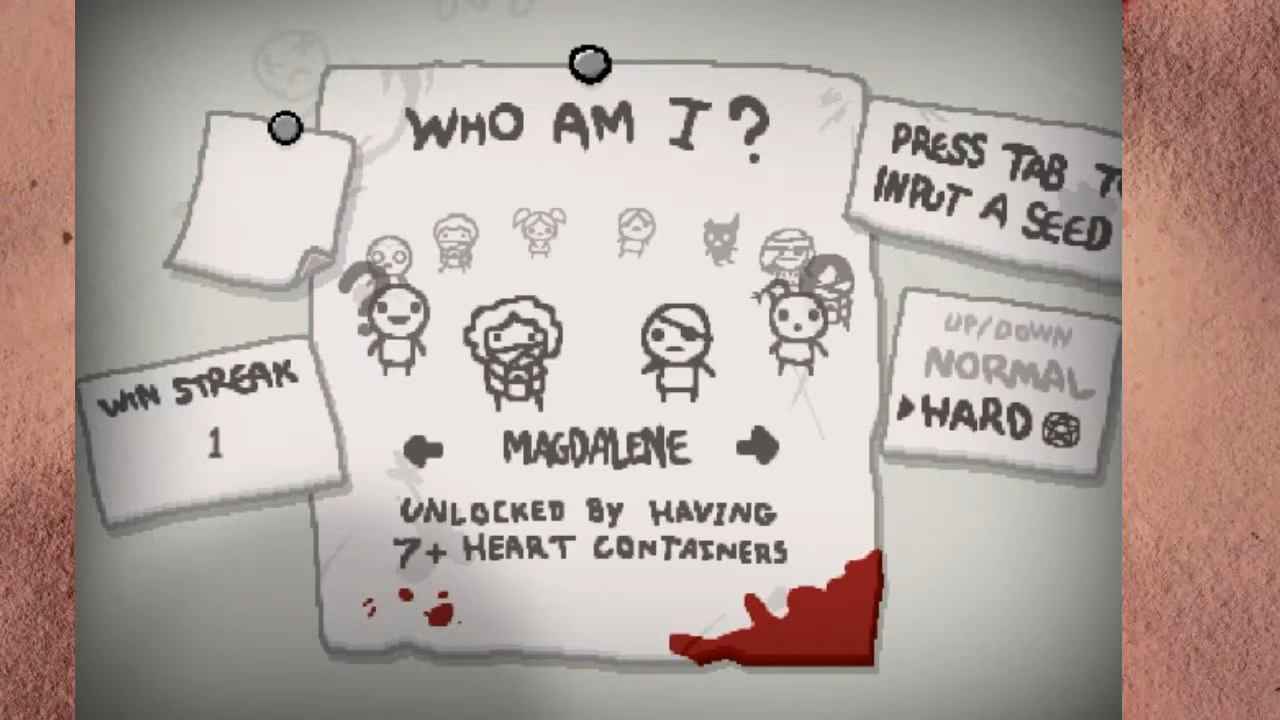 WHO AM I?
PRESS TAB
INPUT A SEED
WIN STREAK
1
UP/DOWN
NORMAL
HARD
MAGDALENE
UNLOCKED BY HAVING
7+ HEART CONTAINERS